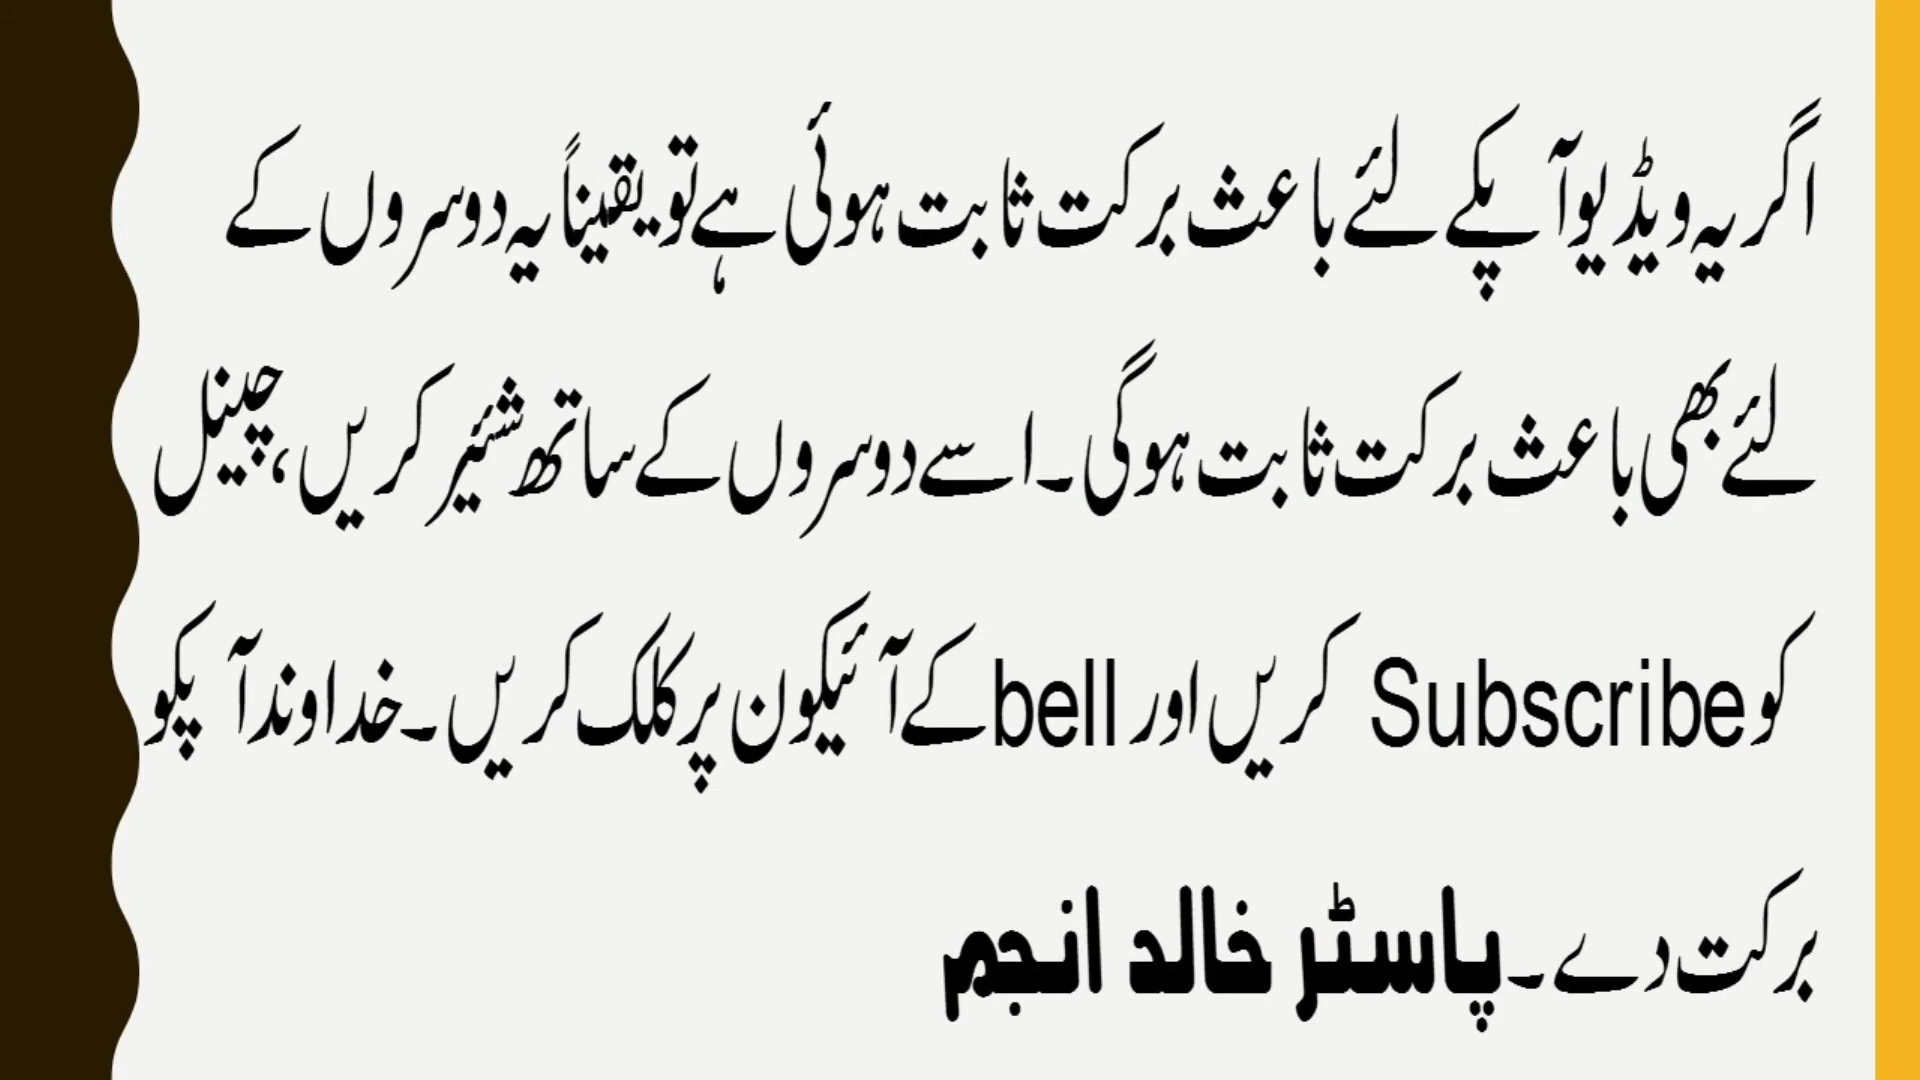 اگر یہ ویڈیو آپکے لئے باعث برکت ثابت ہوئی ہے تو یقیناً یہ دوسروں کے
لئے بھی باعث برکت ثابت ہوگی۔ اسے دوسروں کے ساتھ شئیر کریں، چینل
کو Subscribe کریں اور bell کے آئیکون پر کلک کریں۔ خداوند آپکو
برکت دے۔ پاسٹر خالد انجم